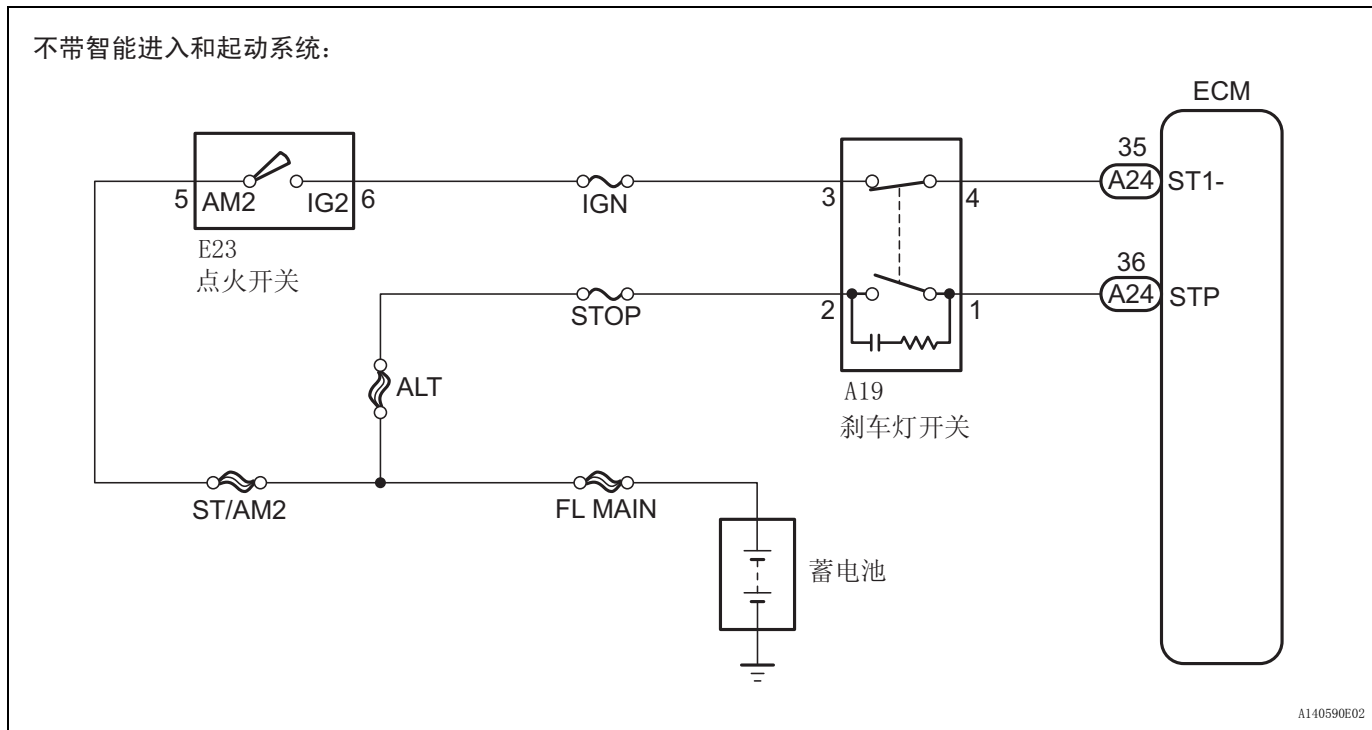 不带智能进入和起动系统：
ECM
5 AM2 IG2 6
E23
点火开关
IGN
3 4
35
A24 ST1-
STOP
2 1
36
A24 STP
ALT
A19
刹车灯开关
ST/AM2
FL MAIN
蓄电池
A140590E02